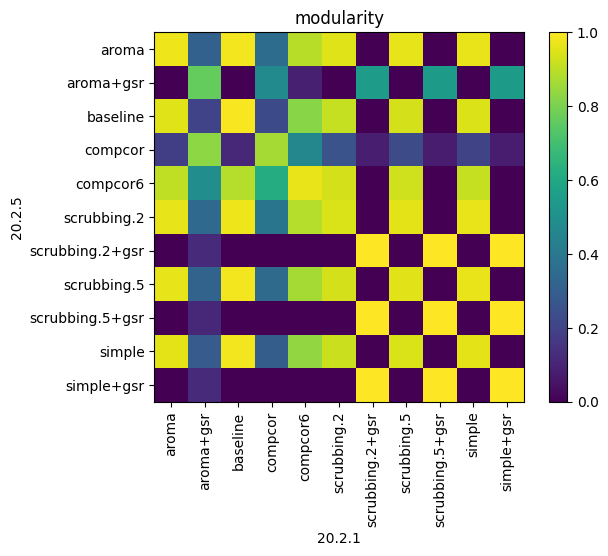 modularity
20.2.5
aroma
aroma+gsr
baseline
compcor
compcor6
scrubbing.2
scrubbing.2+gsr
scrubbing.5
scrubbing.5+gsr
simple
simple+gsr
1.0
0.8
0.6
0.4
0.2
0.0
aroma
aroma+gsr
baseline
compcor
compcor6
scrubbing.2
scrubbing.2+gsr
scrubbing.5
scrubbing.5+gsr
simple
simple+gsr
20.2.1